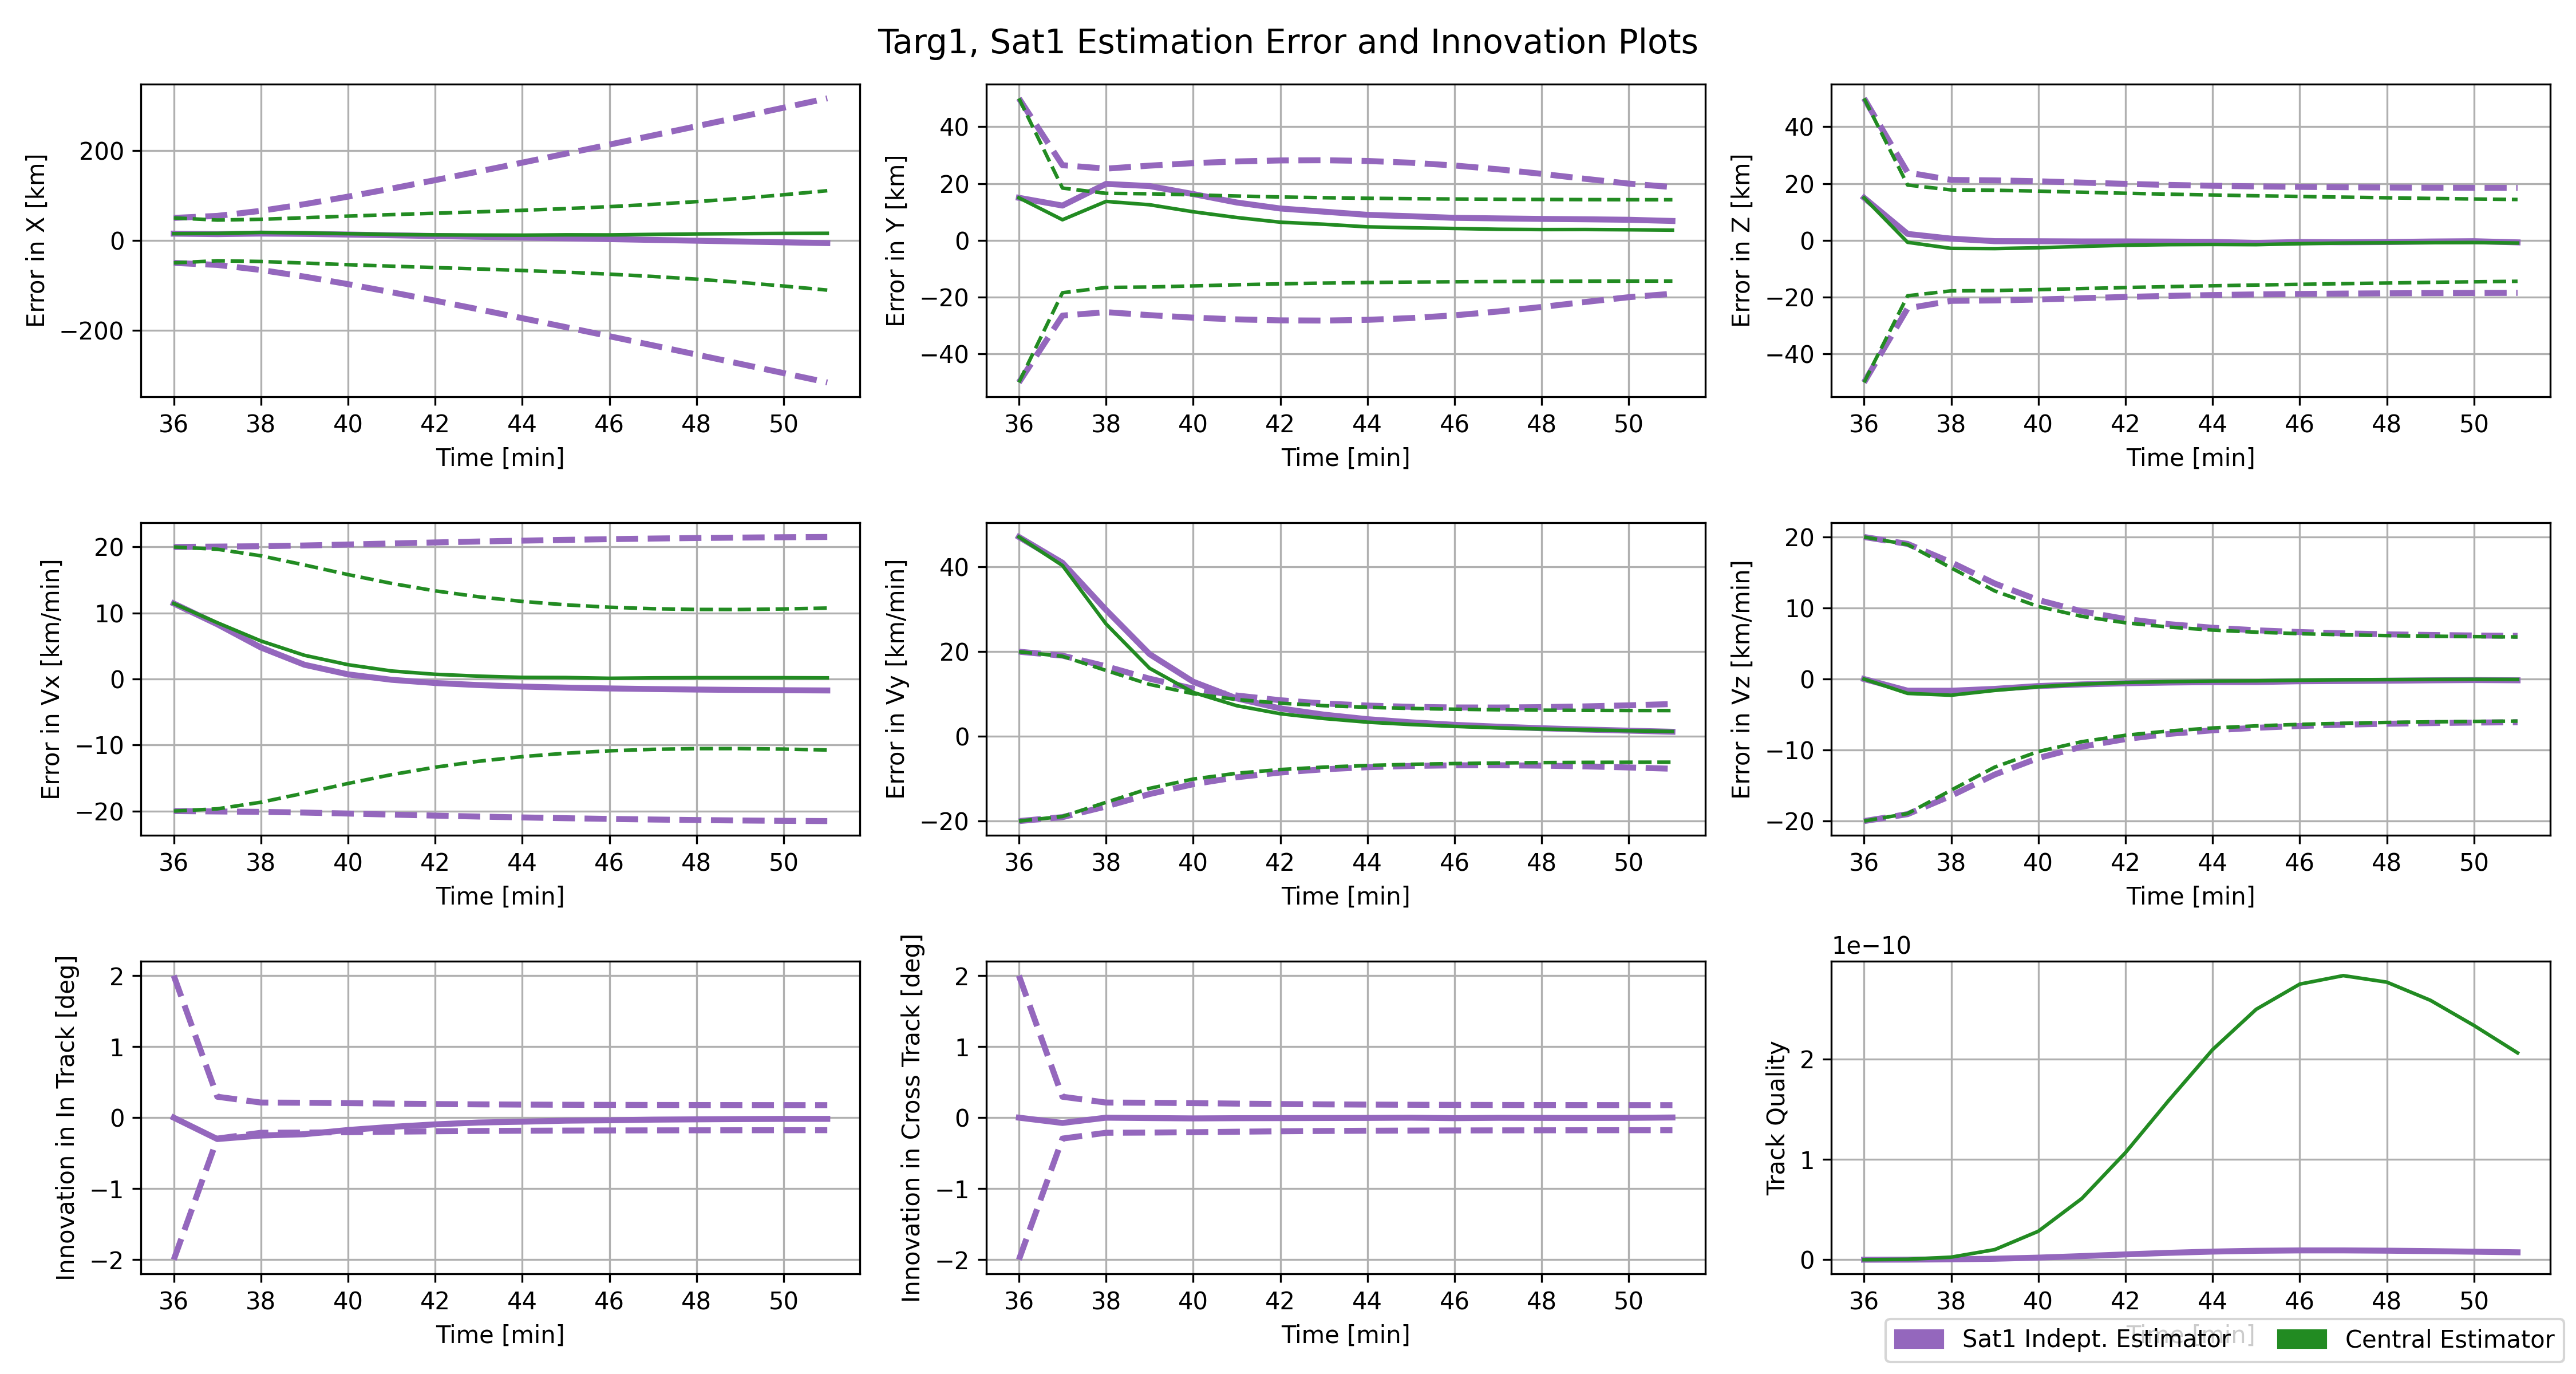 Targ1, Sat1 Estimation Error and Innovation Plots
Error in X [km]
200
0
−200
36 38 40 42 44 46 48 50
Time [min]
Error in Y [km]
40
20
0
−20
−40
36 38 40 42 44 46 48 50
Time [min]
Error in Z [km]
40
20
0
−20
−40
36 38 40 42 44 46 48 50
Time [min]
Error in Vx [km/min]
20
10
0
−10
−20
36 38 40 42 44 46 48 50
Time [min]
Error in Vy [km/min]
40
20
0
−20
36 38 40 42 44 46 48 50
Time [min]
Error in Vz [km/min]
20
10
0
−10
−20
36 38 40 42 44 46 48 50
Time [min]
Innovation in In Track [deg]
2
1
0
−1
−2
36 38 40 42 44 46 48 50
Time [min]
Innovation in Cross Track [deg]
2
1
0
−1
−2
36 38 40 42 44 46 48 50
Time [min]
1e−10
Track Quality
2
1
0
36 38 40 42 44 46 48 50
Time [min]
Sat1 Indept. Estimator
Central Estimator